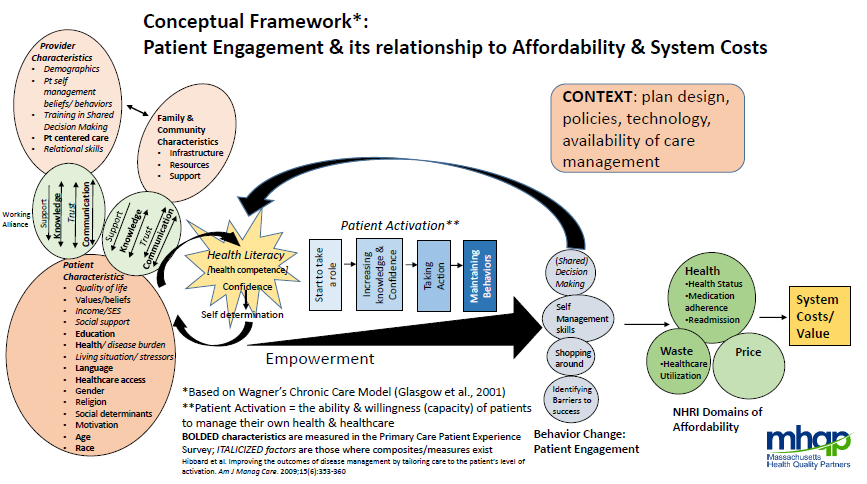 Conceptual Framework*:
Patient Engagement & its relationship to Affordability & System Costs
Provider
Characteristics
• Demographics
• Pt self
management
beliefs/ behaviors
• Training in Shared
Decision Making
• Pt centered care
• Relational skills
Family &
Community
Characteristics
• Infrastructure
• Resources
• Support
CONTEXT: plan design,
policies, technology,
availability of care
management
Working
Alliance
Support
Knowledge
Trust
Communication
Support
Knowledge
Trust
Communication
Patient
Characteristics
• Quality of life
• Values/beliefs
• Income/SES
• Social support
• Education
• Health/ disease burden
• Living situation/ stressors
• Language
• Healthcare access
• Gender
• Religion
• Social determinants
• Motivation
• Age
• Race
Health Literacy
[health competence]
Confidence
Self determination
Patient Activation**
Start to take
a role
Increasing
knowledge &
Confidence
Taking
Action
Maintaining
Behaviors
Empowerment
(Shared)
Decision
Making
Self
Management
skills
Shopping
around
Identifying
Barriers to
success
Behavior Change:
Patient Engagement
Health
•Health Status
•Medication
adherence
•Readmission
Waste
•Healthcare
Utilization
Price
NHRI Domains of
Affordability
System
Costs/
Value
*Based on Wagner's Chronic Care Model (Glasgow et al., 2001)
**Patient Activation = the ability & willingness (capacity) of patients
to manage their own health & healthcare
BOLDED characteristics are measured in the Primary Care Patient Experience
Survey; ITALICIZED factors are those where composites/measures exist
Hibbard et al. Improving the outcomes of disease management by tailoring care to the patient's level of
activation. Am J Manag Care. 2009;15(6):353-360
mhqp
Massachusetts
Health Quality Partners